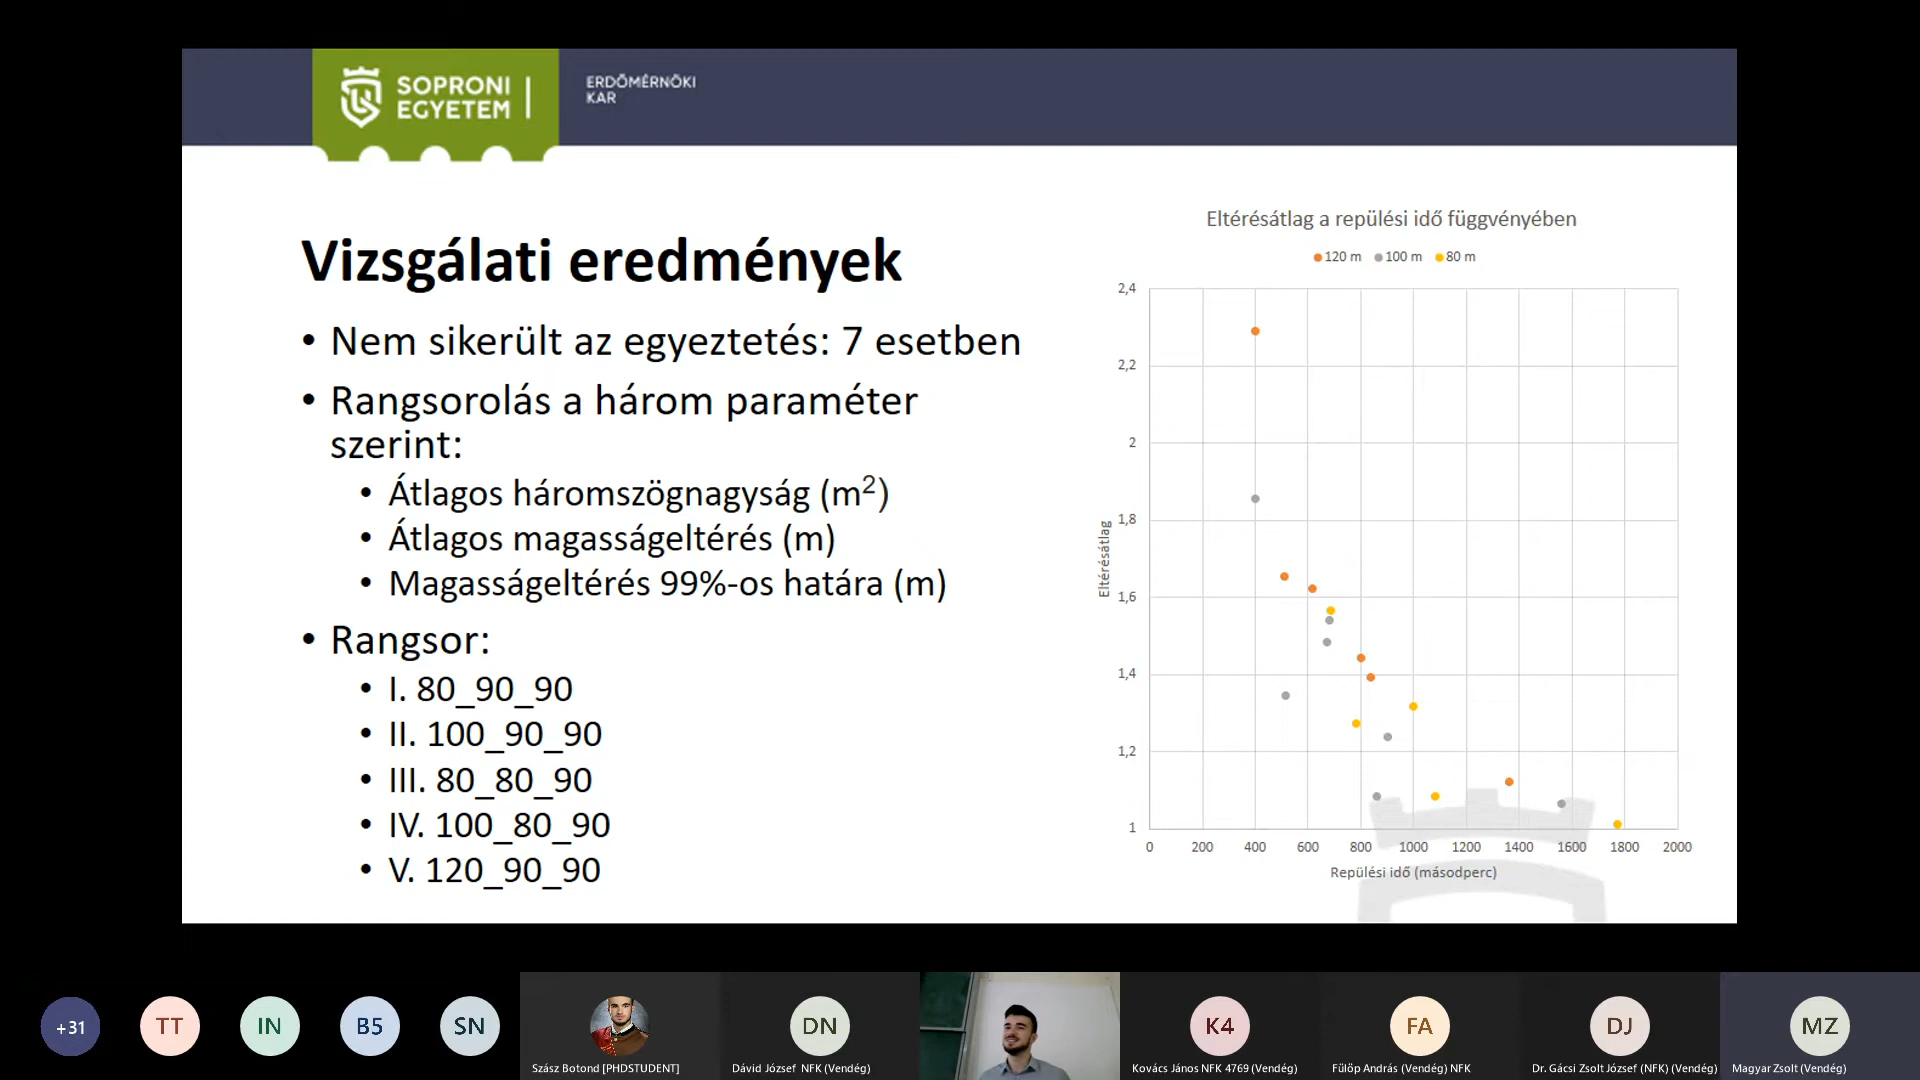 SOPRONI
EGYETEM
ERDŐMÉRNÖKI
KAR
Vizsgálati eredmények
• Nem sikerült az egyeztetés: 7 esetben
• Rangsorolás a három paraméter
szerint:
• Átlagos háromszögnagyság (m²)
• Átlagos magasságeltérés (m)
• Magasságeltérés 99%-os határa (m)
• Rangsor:
• I. 80_90_90
• II. 100_90_90
• III. 80_80_90
• IV. 100_80_90
• V. 120_90_90
Eltérésátlag a repülési idő függvényében
120 m 100 m 80 m
2,4
2,2
2
1,8
1,6
1,4
1,2
1
Eltérésátlag
0 200 400 600 800 1000 1200 1400 1600 1800 2000
Repülési idő (másodperc)
+31
TT
IN
B5
SN
Szász Botond [PHDSTUDENT]
DN
Dávid József NFK (Vendég)
K4
Kovács János NFK 4769 (Vendég)
FA
Fülöp András (Vendég) NFK
DJ
Dr. Gácsi Zsolt József (NFK) (Vendég)
MZ
Magyar Zsolt (Vendég)